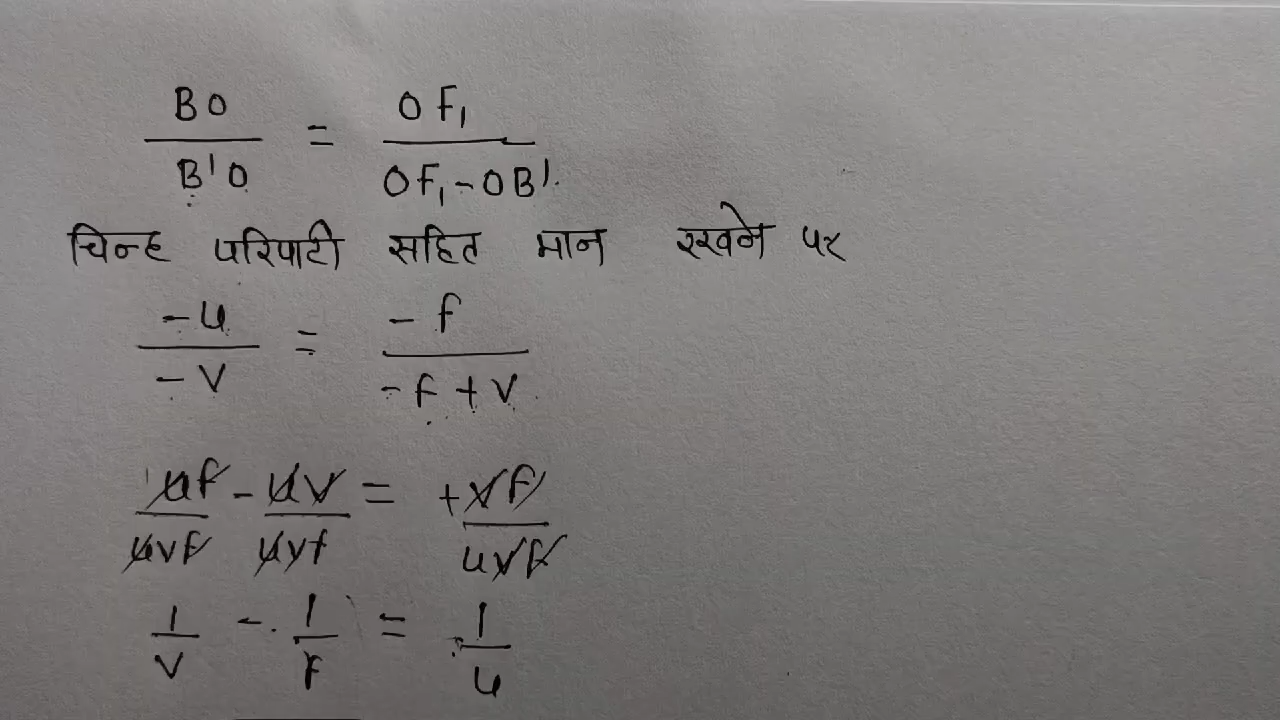 BO/B'O = OF₁/OF₁-OB'
चिन्ह परिपाटी सहित मान रखने पर
-u/-v = -f/-f+v
uf/uvf - uv/uvf = +vf/uvf
1/v - 1/f = 1/u